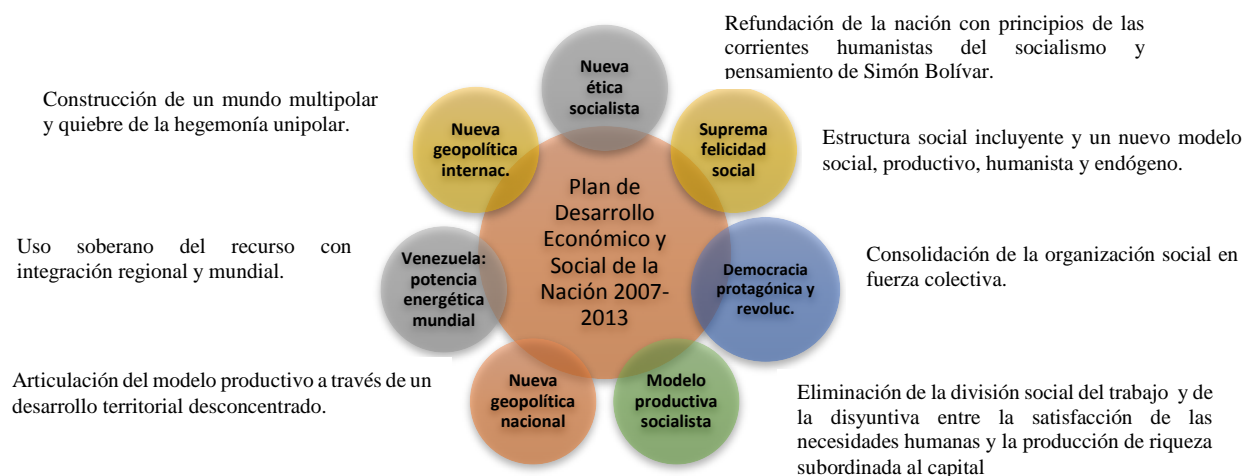 Refundación de la nación con principios de las
corrientes humanistas del socialismo y
pensamiento de Simón Bolívar.
Nueva
ética
socialista
Construcción de un mundo multipolar
y quiebre de la hegemonía unipolar.
Nueva
geopolítica
internac.
Suprema
felicidad
social
Estructura social incluyente y un nuevo modelo
social, productivo, humanista y endógeno.
Plan de
Desarrollo
Económico y
Social de la
Nación 2007-
2013
Uso soberano del recurso con
integración regional y mundial.
Venezuela:
potencia
energética
mundial
Democracia
protagónica y
revoluc.
Consolidación de la organización social en
fuerza colectiva.
Articulación del modelo productivo a través de un
desarrollo territorial desconcentrado.
Nueva
geopolítica
nacional
Modelo
productiva
socialista
Eliminación de la división social del trabajo y de
la disyuntiva entre la satisfacción de las
necesidades humanas y la producción de riqueza
subordinada al capital